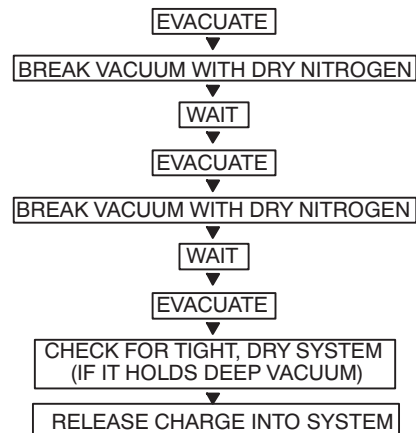 EVACUATE
BREAK VACUUM WITH DRY NITROGEN
WAIT
EVACUATE
BREAK VACUUM WITH DRY NITROGEN
WAIT
EVACUATE
CHECK FOR TIGHT, DRY SYSTEM
(IF IT HOLDS DEEP VACUUM)
RELEASE CHARGE INTO SYSTEM